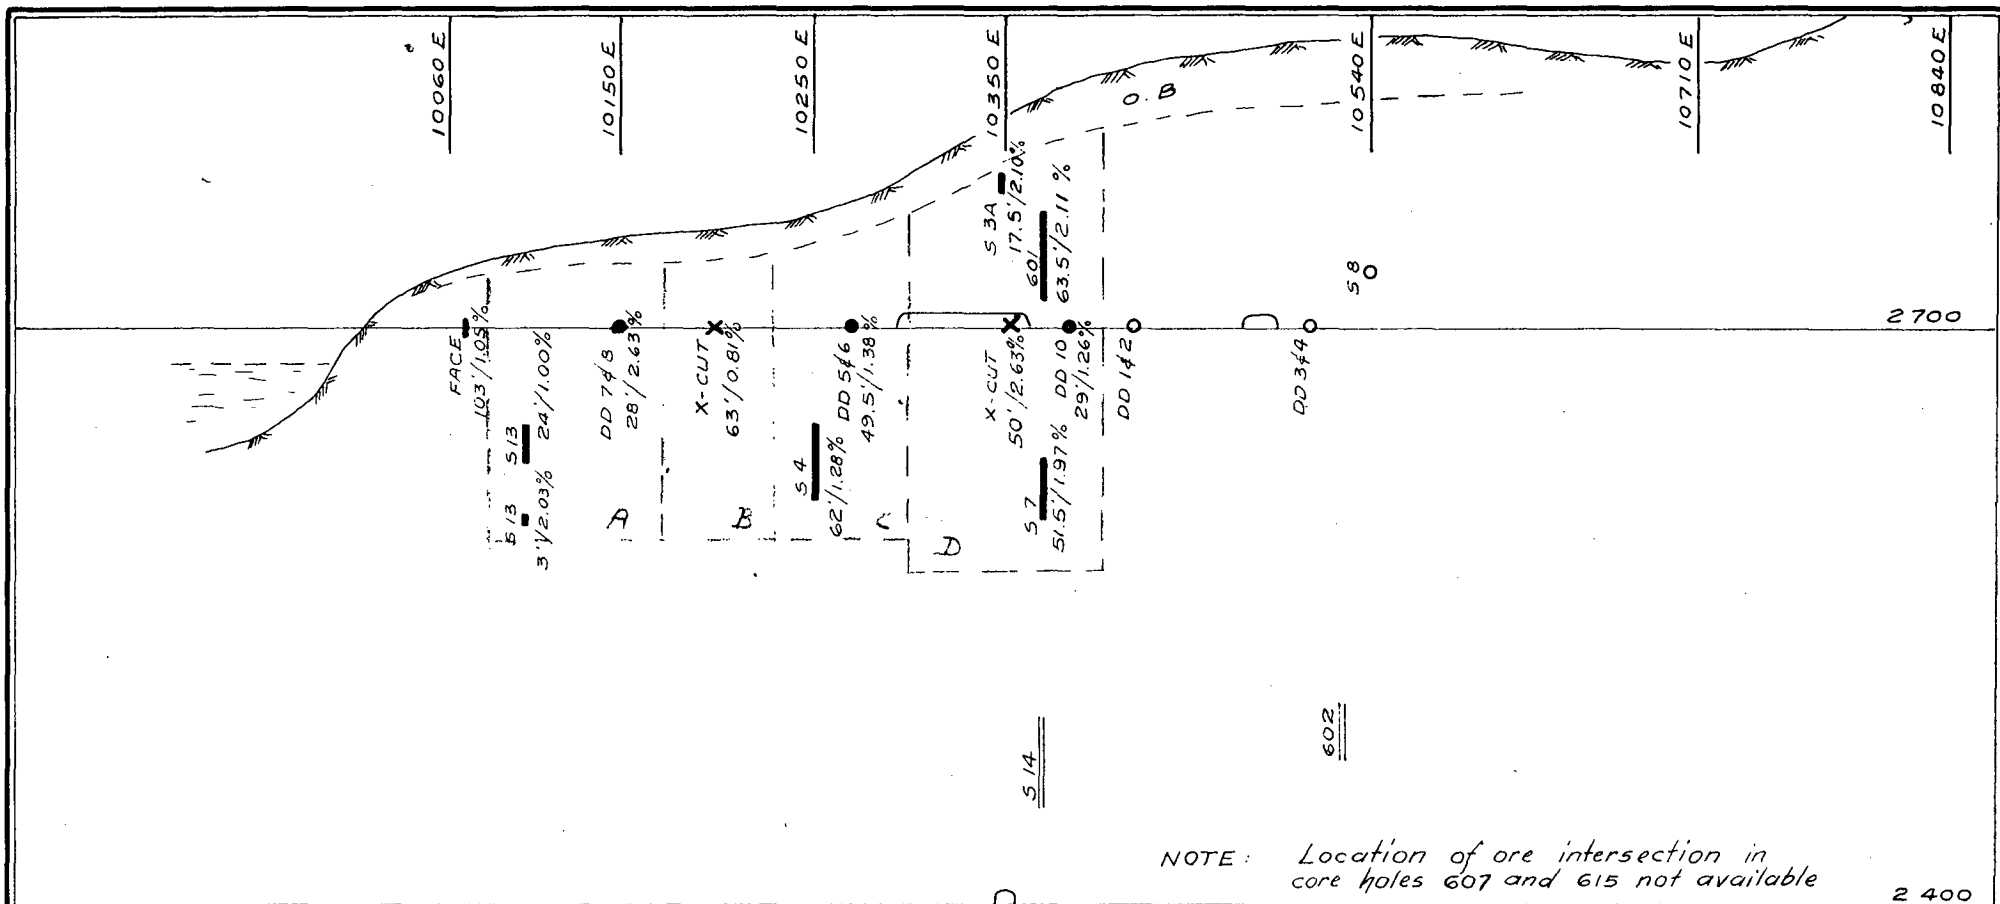 10060 E
10150 E
10250 E
10350 E
10540 E
10710 E
10840 E
O. B
S 3A
17.5'/2.10%
601
63.5'/2.11 %
S 8
2700
FACE
103'/1.05%
S 13
24'/1.00%
S 13
3'/2.03%
DD 7&8
28'/2.63%
X-CUT
63'/0.81%
S 4
62'/1.28%
DD 5&6
49.5'/1.38%
X-CUT
50'/2.63%
DD 10
29'/1.26%
S 7
51.5'/1.97%
DD 1&2
DD 3&4
A
B
C
D
S 14
602
NOTE: Location of ore intersection in
core holes 607 and 615 not available
2 400